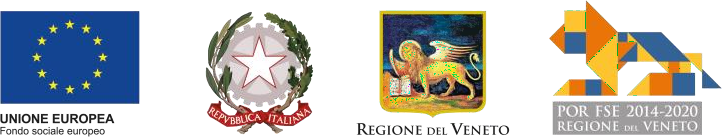 UNIONE EUROPEA
Fondo sociale europeo
REPVBBLICA ITALIANA
REGIONE DEL VENETO
POR FSE 2014-2020
REGIONE DEL VENETO